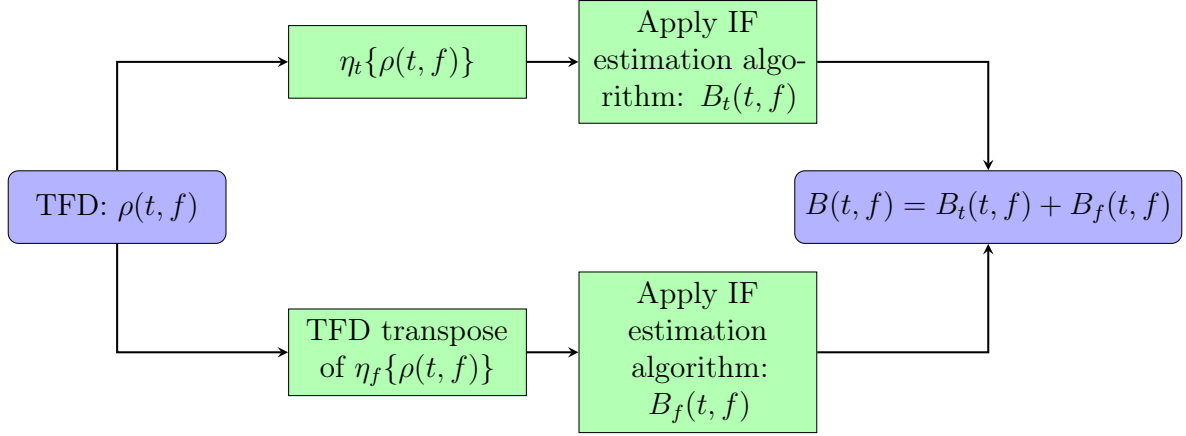 η_t{ρ(t, f)}
Apply IF
estimation algo-
rithm: B_t(t, f)
TFD: ρ(t, f)
B(t, f) = B_t(t, f) + B_f(t, f)
TFD transpose
of η_f{ρ(t, f)}
Apply IF
estimation
algorithm:
B_f(t, f)